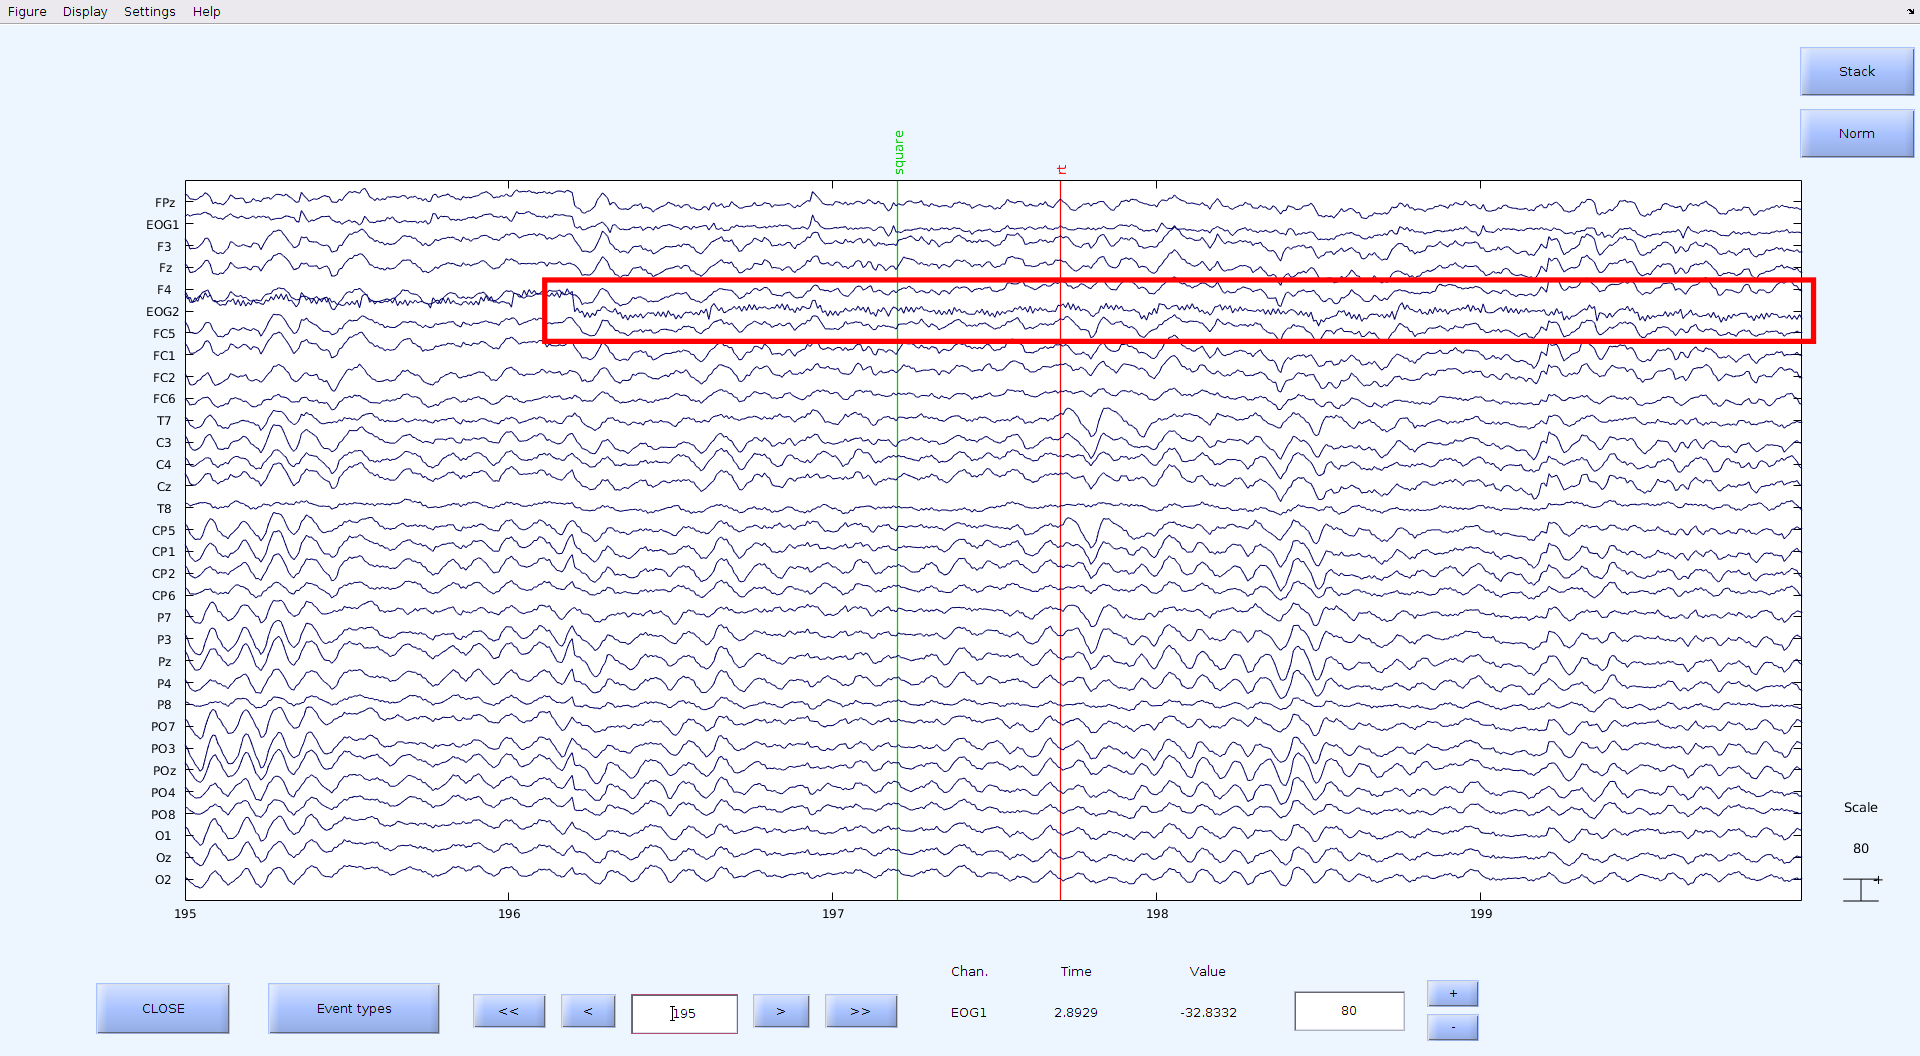 Figure Display Settings Help
Stack
Norm
square
rt
FPz
EOG1
F3
Fz
F4
EOG2
FC5
FC1
FC2
FC6
T7
C3
C4
Cz
T8
CP5
CP1
CP2
CP6
P7
P3
Pz
P4
P8
PO7
PO3
POz
PO4
PO8
O1
Oz
O2
195 196 197 198 199
Scale
80
+
Chan. Time Value
CLOSE Event types << < 195 > >> EOG1 2.8929 -32.8332 80 +
-